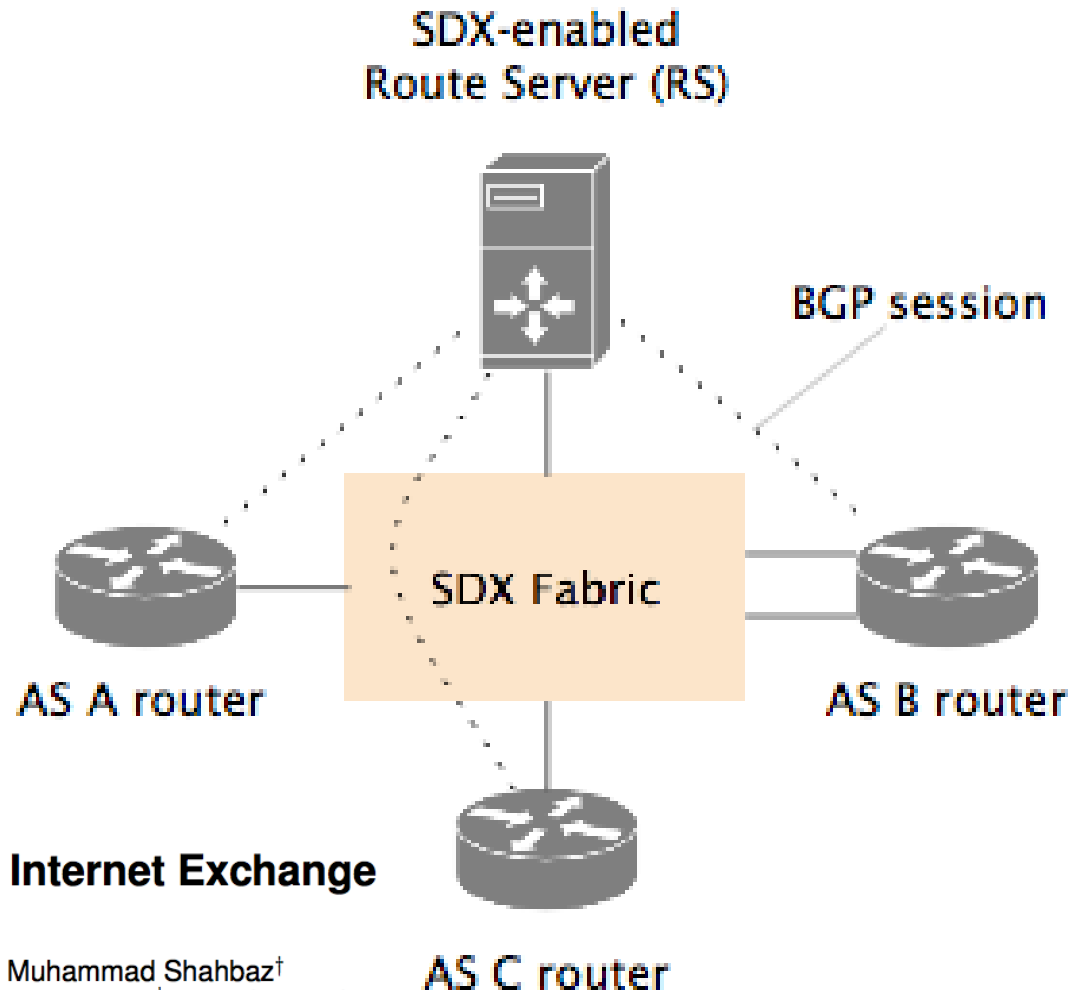 SDX-enabled
Route Server (RS)
BGP session
SDX Fabric
AS A router
AS B router
Internet Exchange
Muhammad Shahbaz†
AS C router